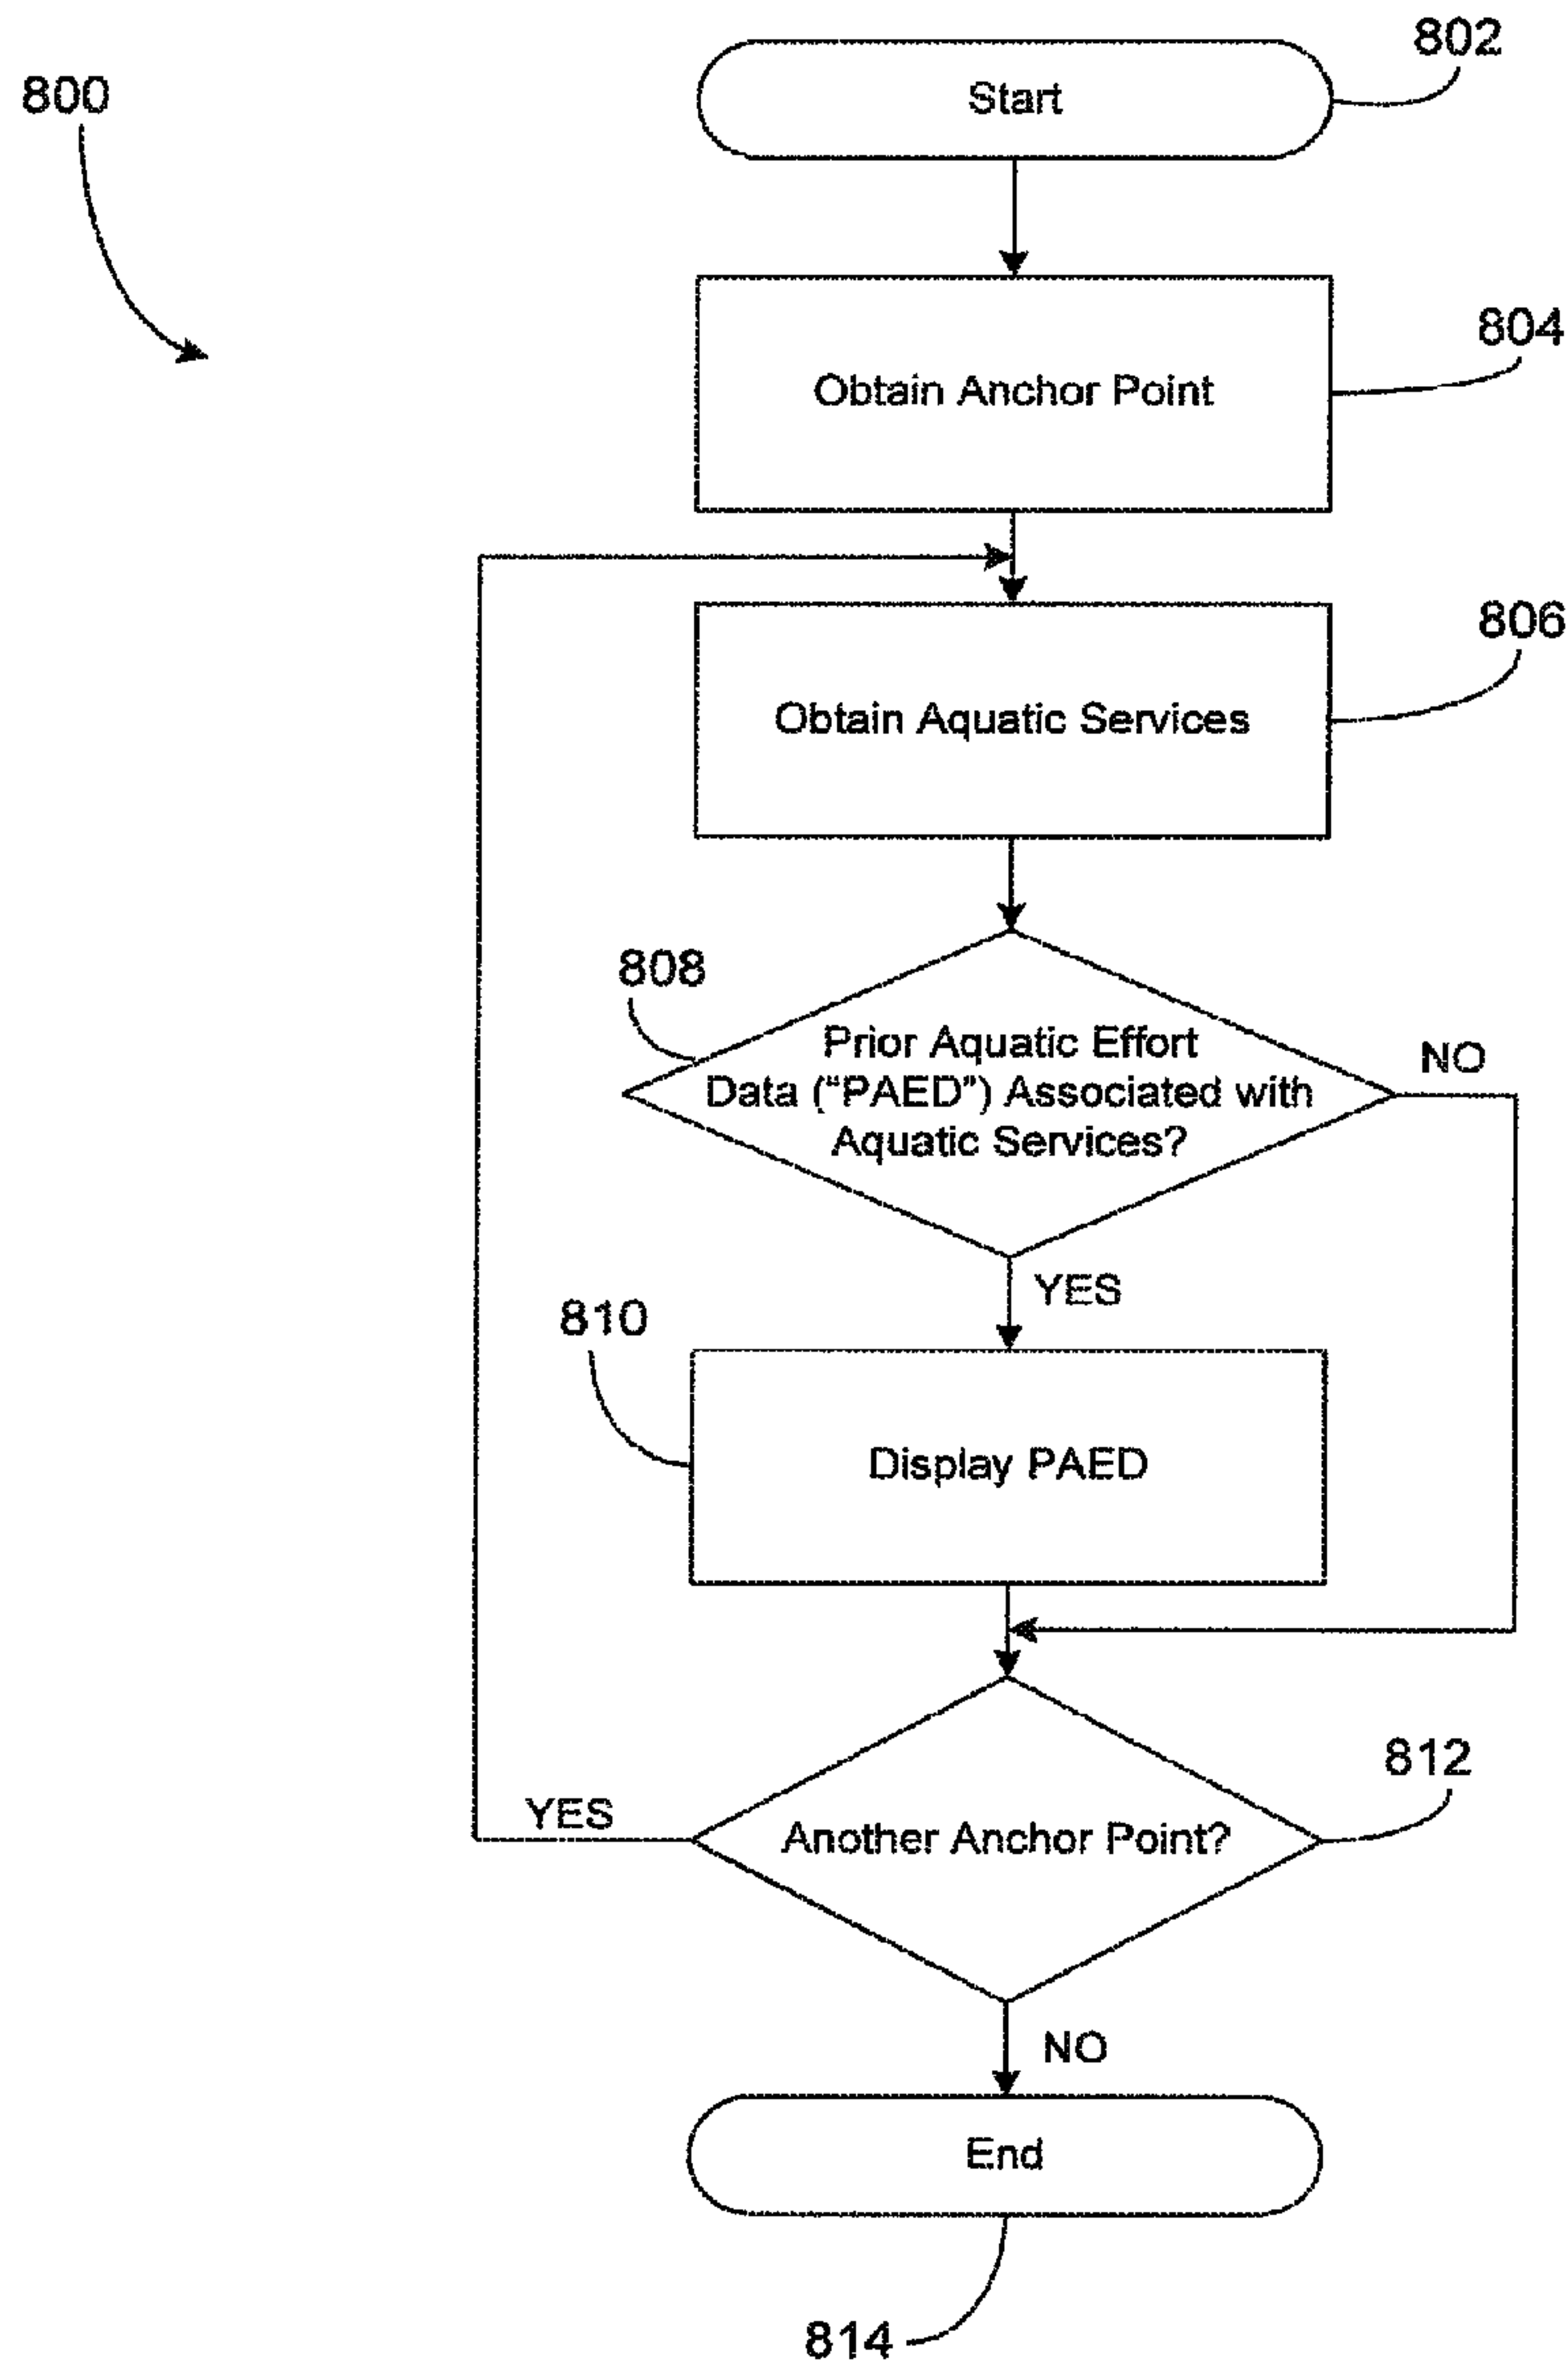 802
800
Start
804
Obtain Anchor Point
806
Obtain Aquatic Services
808
Prior Aquatic Effort
Data (“PAED”) Associated with
Aquatic Services?
NO
YES
810
Display PAED
812
YES
Another Anchor Point?
NO
End
814